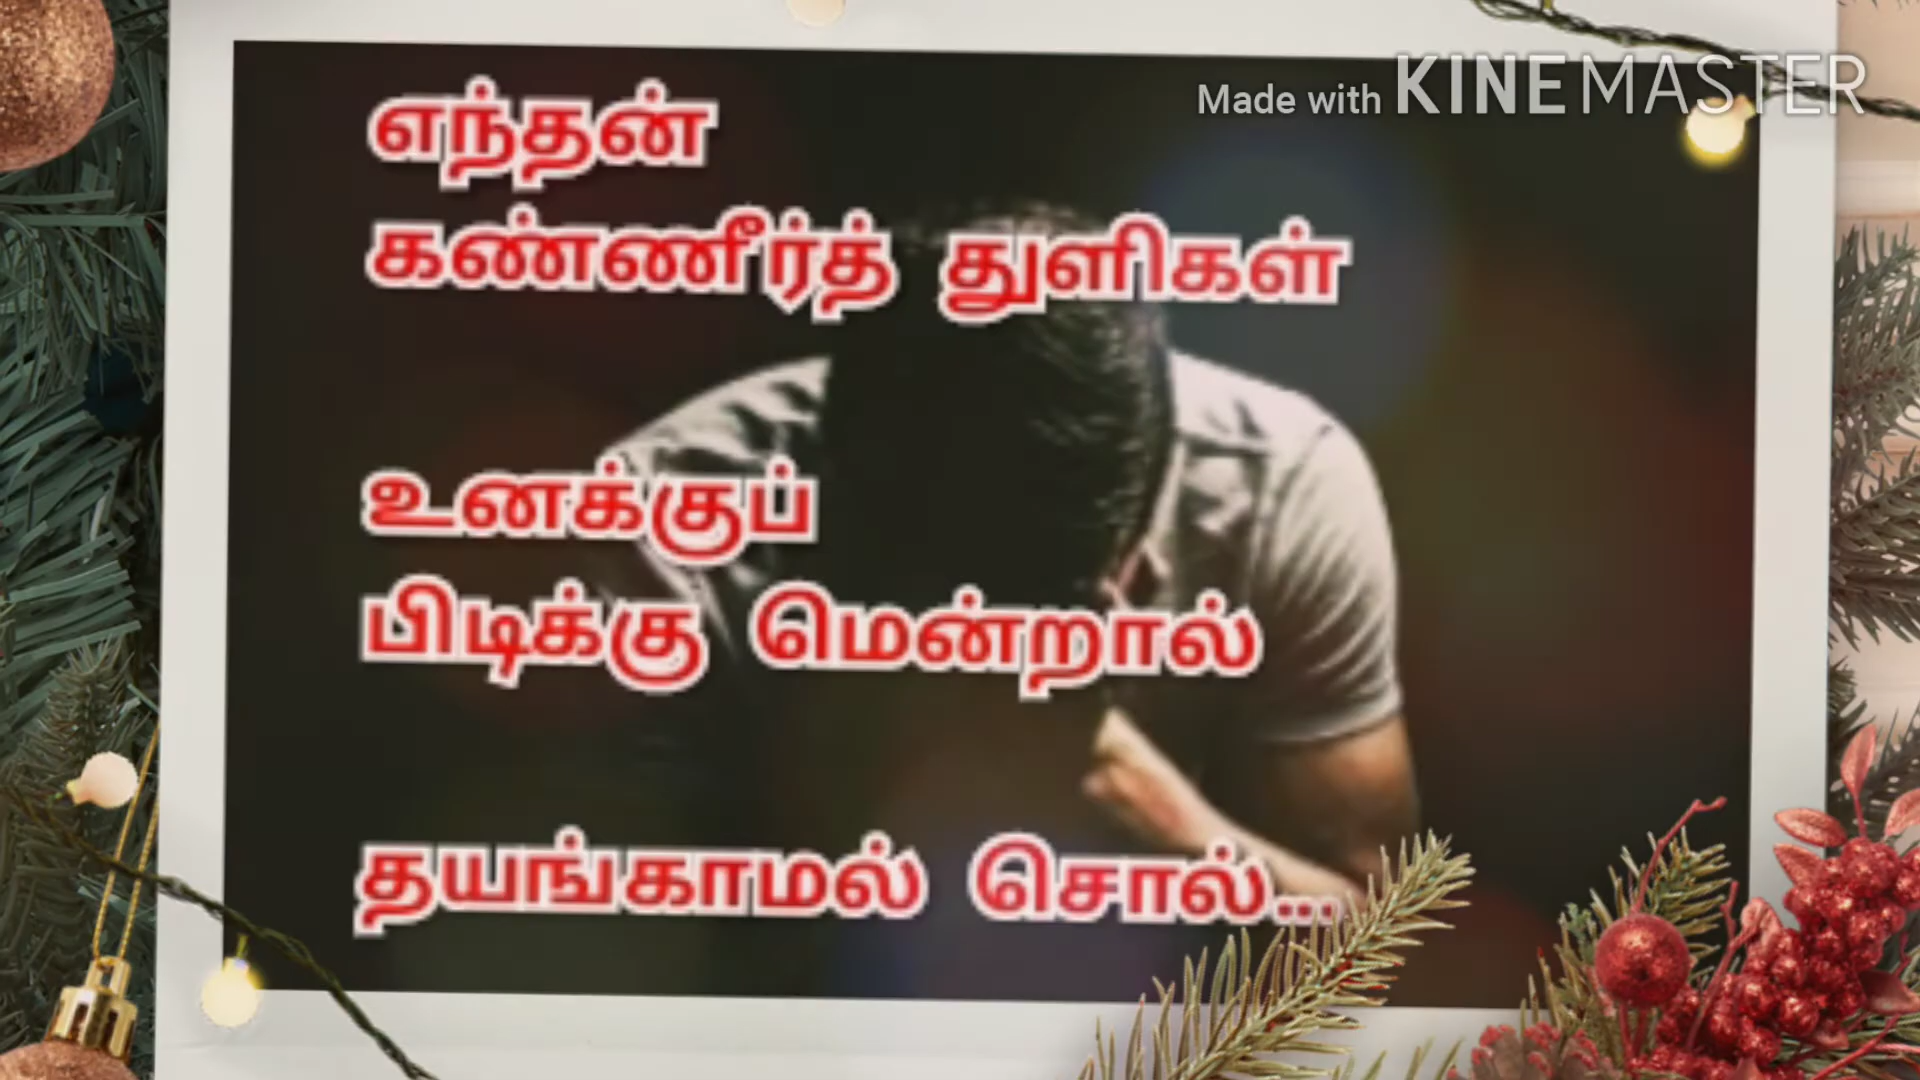 Made with KINEMASTER
எந்தன்
கண்ணீர்த் துளிகள்
உனக்குப்
பிடிக்கு மென்றால்
தயங்காமல் சொல்...